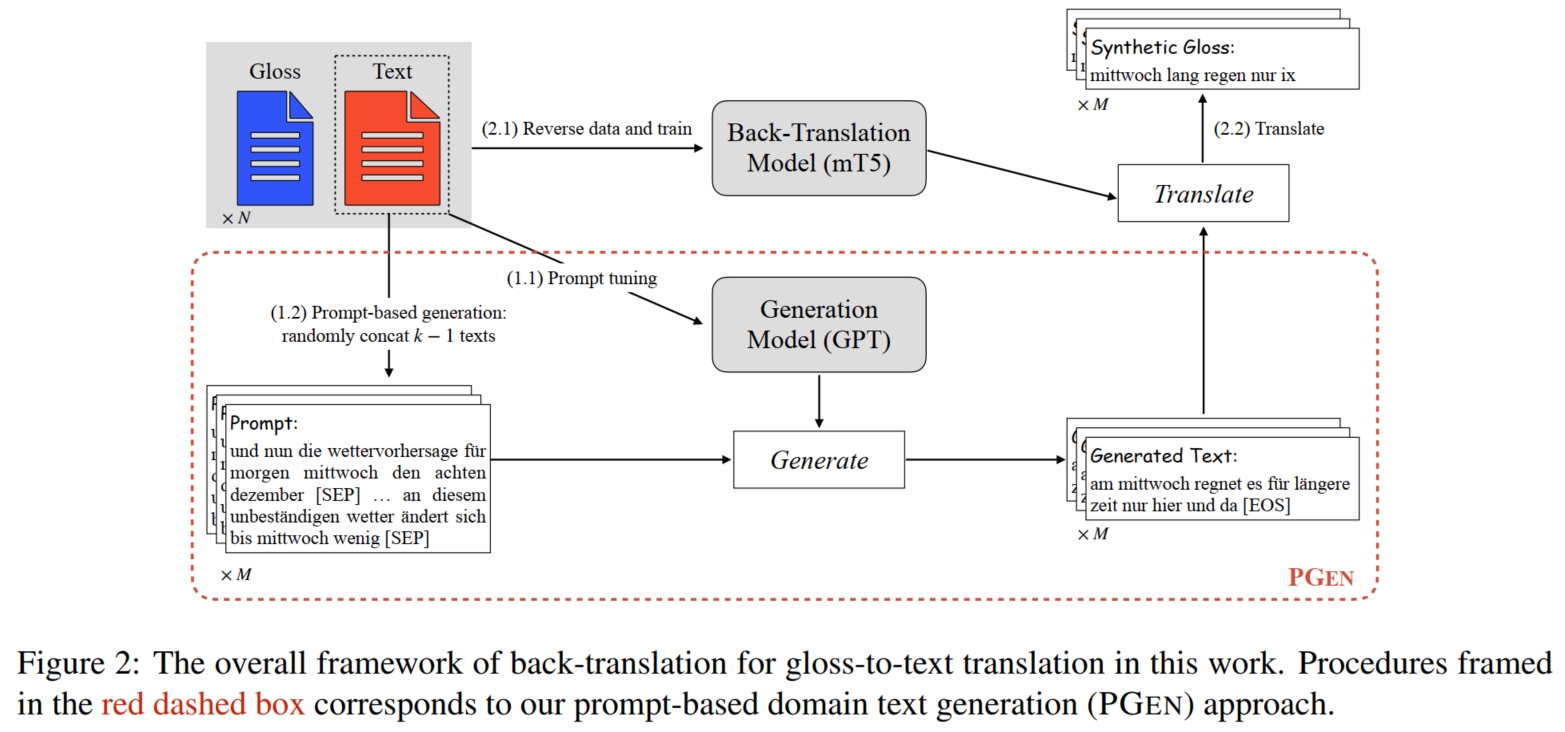 Gloss
Text
× N
(2.1) Reverse data and train
Back-Translation
Model (mT5)
Synthetic Gloss:
mittwoch lang regen nur ix
× M
(2.2) Translate
Translate
(1.1) Prompt tuning
(1.2) Prompt-based generation:
randomly concat k − 1 texts
Generation
Model (GPT)
Prompt:
und nun die wettervorhersage für
morgen mittwoch den achten
dezember [SEP] … an diesem
unbeständigen wetter ändert sich
bis mittwoch wenig [SEP]
× M
Generate
Generated Text:
am mittwoch regnet es für längere
zeit nur hier und da [EOS]
× M
PGEN
Figure 2: The overall framework of back-translation for gloss-to-text translation in this work. Procedures framed
in the red dashed box corresponds to our prompt-based domain text generation (PGEN) approach.